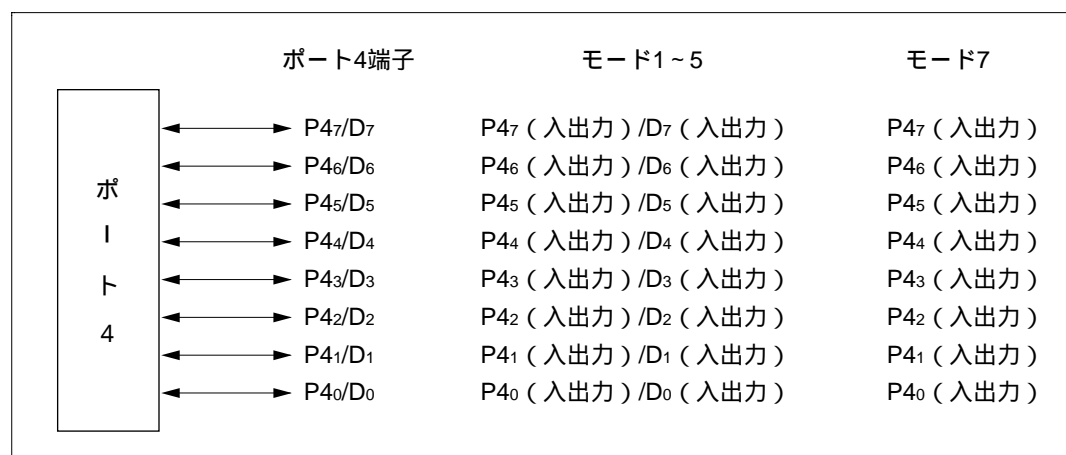 ポート4端子 モード1~5 モード7
P47/D7 P47(入出力)/D7(入出力) P47(入出力)
P46/D6 P46(入出力)/D6(入出力) P46(入出力)
P45/D5 P45(入出力)/D5(入出力) P45(入出力)
P44/D4 P44(入出力)/D4(入出力) P44(入出力)
P43/D3 P43(入出力)/D3(入出力) P43(入出力)
P42/D2 P42(入出力)/D2(入出力) P42(入出力)
P41/D1 P41(入出力)/D1(入出力) P41(入出力)
P40/D0 P40(入出力)/D0(入出力) P40(入出力)
ポート4